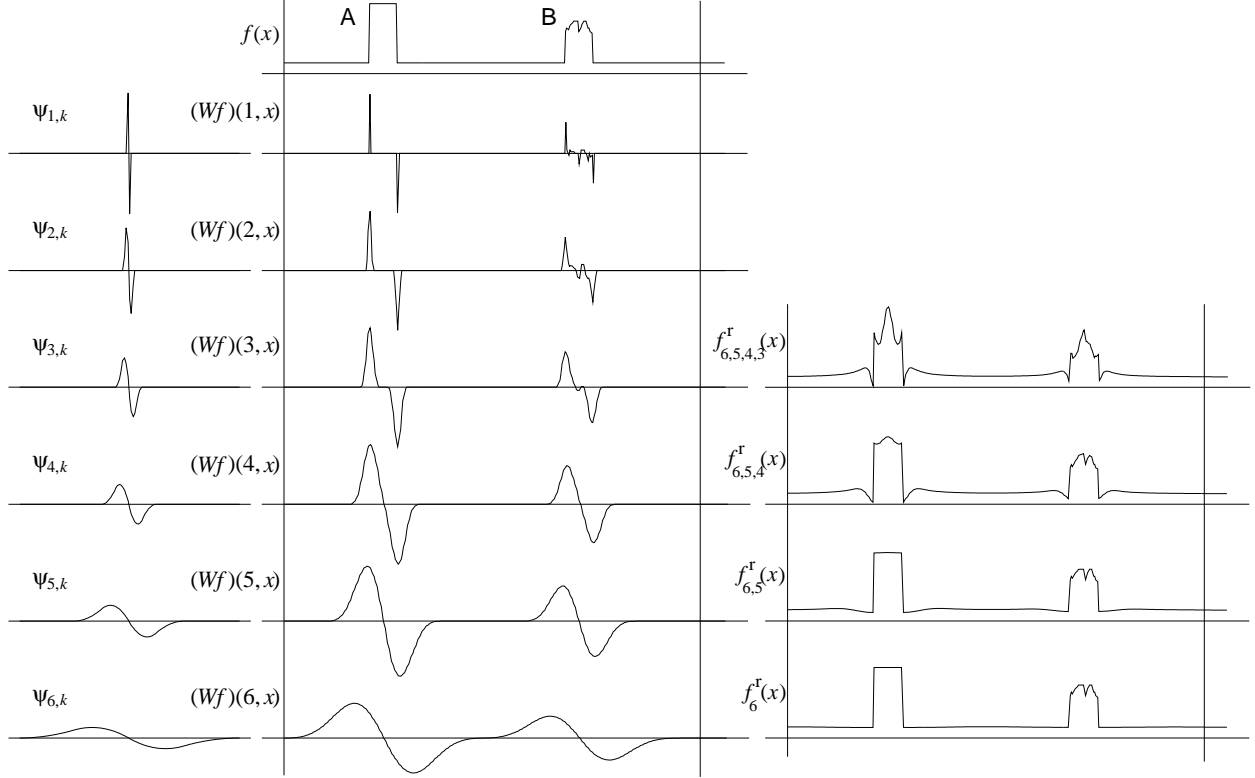 A B
f(x)
ψ1,k (Wf)(1,x)
ψ2,k (Wf)(2,x)
ψ3,k (Wf)(3,x) f^r_6,5,4,3(x)
ψ4,k (Wf)(4,x) f^r_6,5,4(x)
ψ5,k (Wf)(5,x) f^r_6,5(x)
ψ6,k (Wf)(6,x) f^r_6(x)